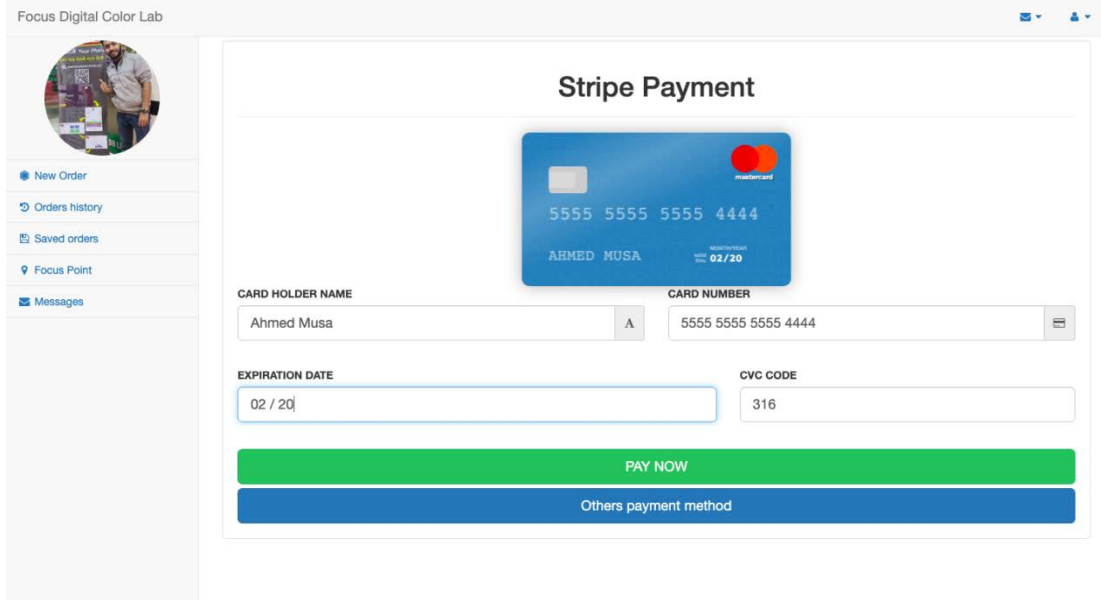 Focus Digital Color Lab
New Order
Orders history
Saved orders
Focus Point
Messages
Stripe Payment
mastercard
5555 5555 5555 4444
MONTH/YEAR
AHMED MUSA
02/20
CARD HOLDER NAME
CARD NUMBER
Ahmed Musa
A
5555 5555 5555 4444
EXPIRATION DATE
CVC CODE
02 / 20
316
PAY NOW
Others payment method